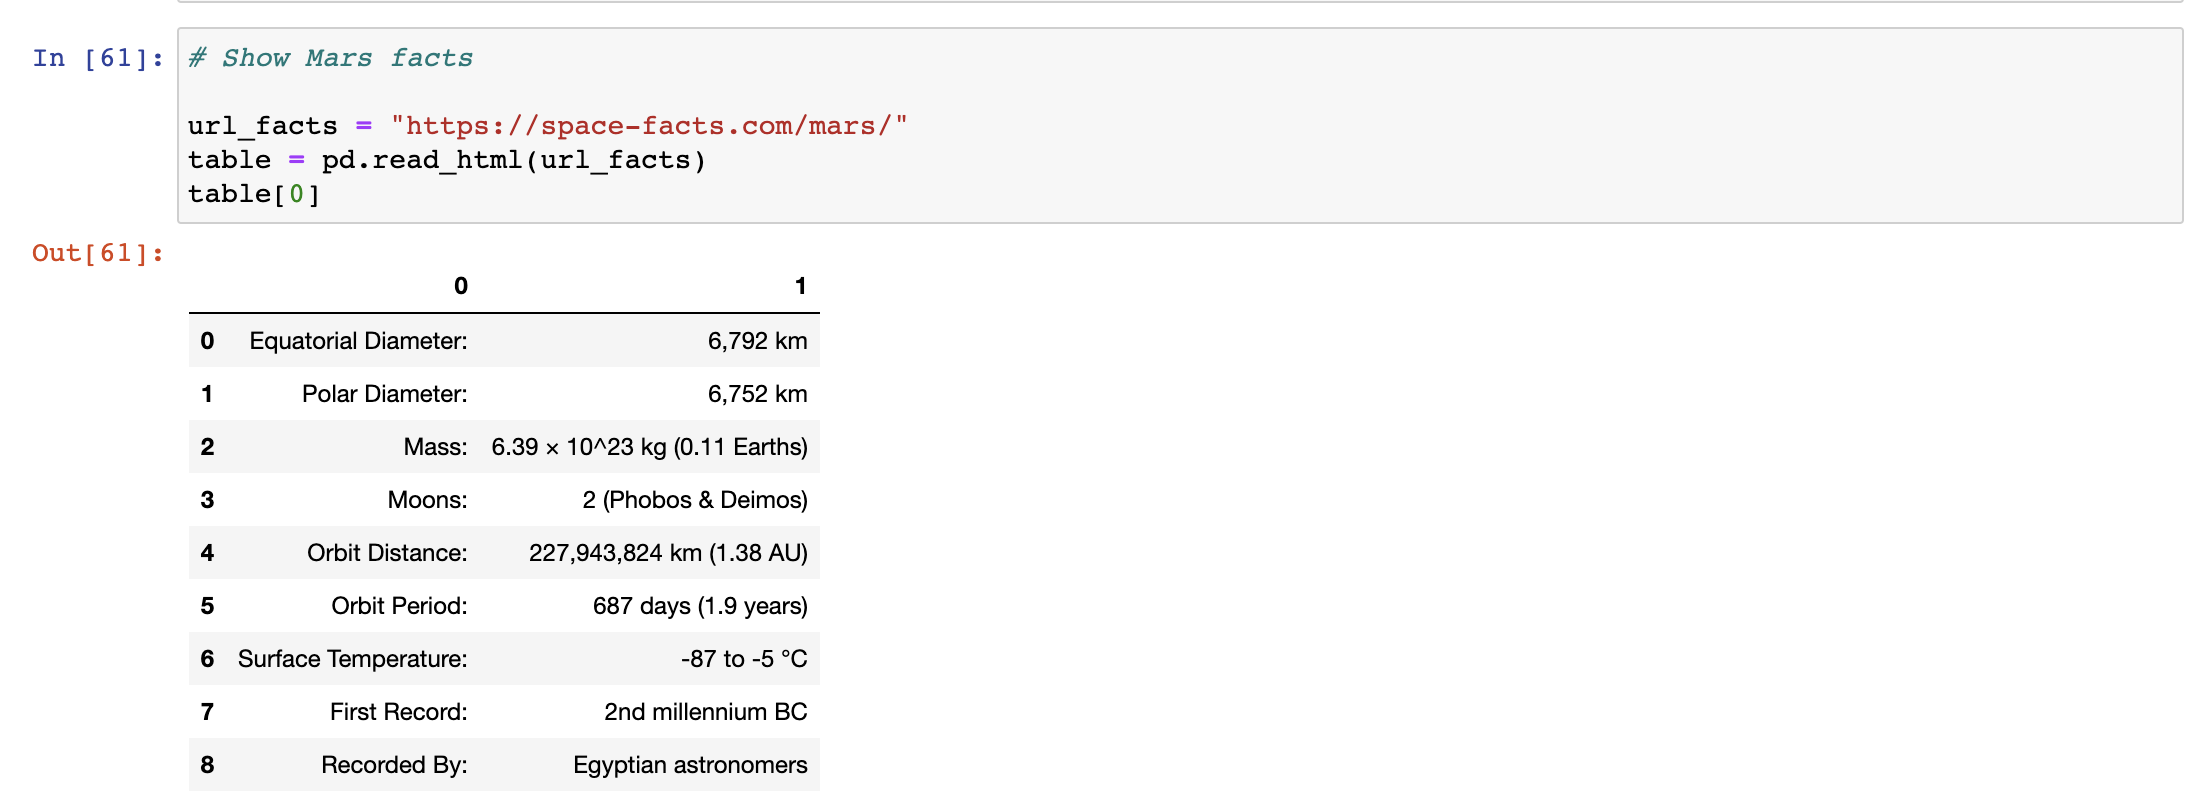 In [61]: # Show Mars facts
url_facts = "https://space-facts.com/mars/"
table = pd.read_html(url_facts)
table[0]
Out[61]:
0 1
0 Equatorial Diameter: 6,792 km
1 Polar Diameter: 6,752 km
2 Mass: 6.39 × 10^23 kg (0.11 Earths)
3 Moons: 2 (Phobos & Deimos)
4 Orbit Distance: 227,943,824 km (1.38 AU)
5 Orbit Period: 687 days (1.9 years)
6 Surface Temperature: -87 to -5 °C
7 First Record: 2nd millennium BC
8 Recorded By: Egyptian astronomers